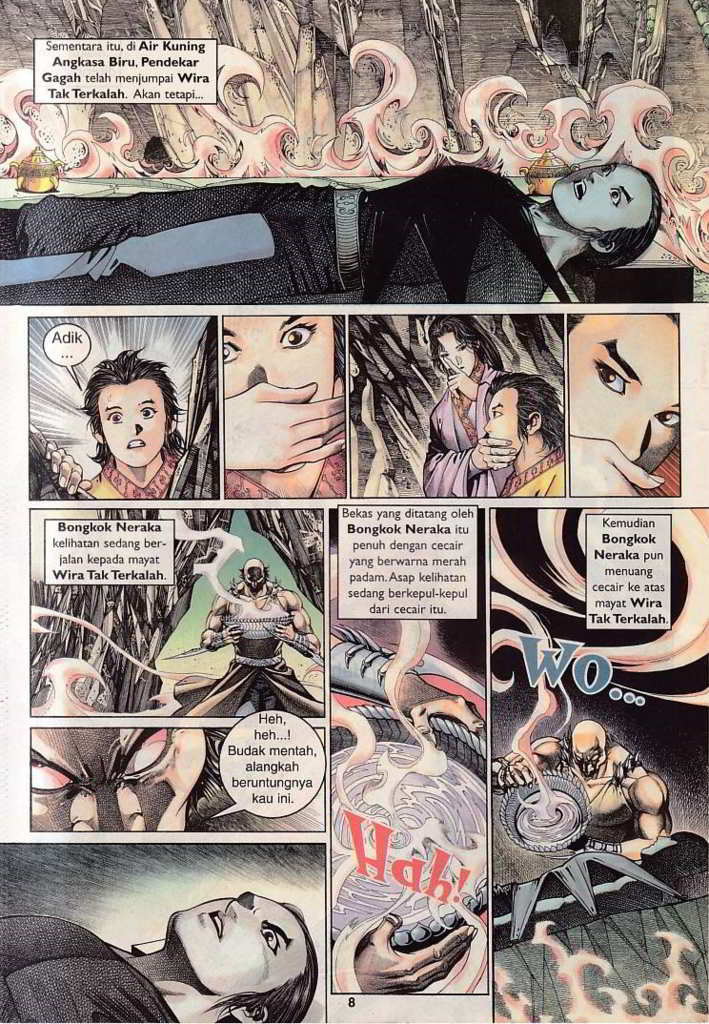 Sementara itu, di Air Kuning
Angkasa Biru, Pendekar
Gagah telah menjumpai Wira
Tak Terkalah. Akan tetapi...
Adik
...
Bongkok Neraka
kelihatan sedang ber-
jalan kepada mayat
Wira Tak Terkalah.
Heh,
heh...!
Budak mentah,
alangkah
beruntungnya
kau ini.
Bekas yang ditatang oleh
Bongkok Neraka itu
penuh dengan cecair
yang berwarna merah
padam. Asap kelihatan
sedang berkepul-kepul
dari cecair itu.
Hah!
Kemudian
Bongkok
Neraka pun
menuang
cecair ke atas
mayat Wira
Tak Terkalah.
Wo...
8